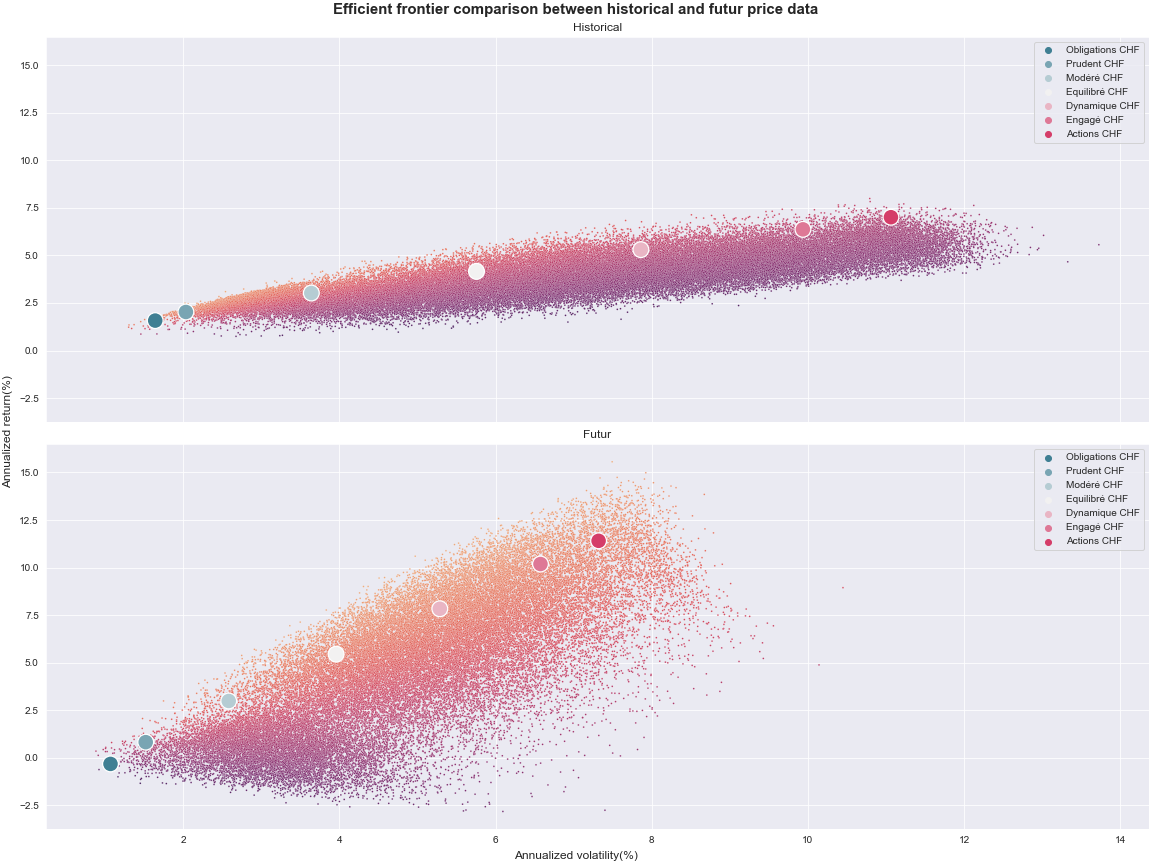 Efficient frontier comparison between historical and futur price data
Historical
15.0
12.5
10.0
7.5
5.0
2.5
0.0
−2.5
Obligations CHF
Prudent CHF
Modéré CHF
Equilibré CHF
Dynamique CHF
Engagé CHF
Actions CHF
Annualized return(%)
Futur
15.0
12.5
10.0
7.5
5.0
2.5
0.0
−2.5
Obligations CHF
Prudent CHF
Modéré CHF
Equilibré CHF
Dynamique CHF
Engagé CHF
Actions CHF
2 4 6 8 10 12 14
Annualized volatility(%)